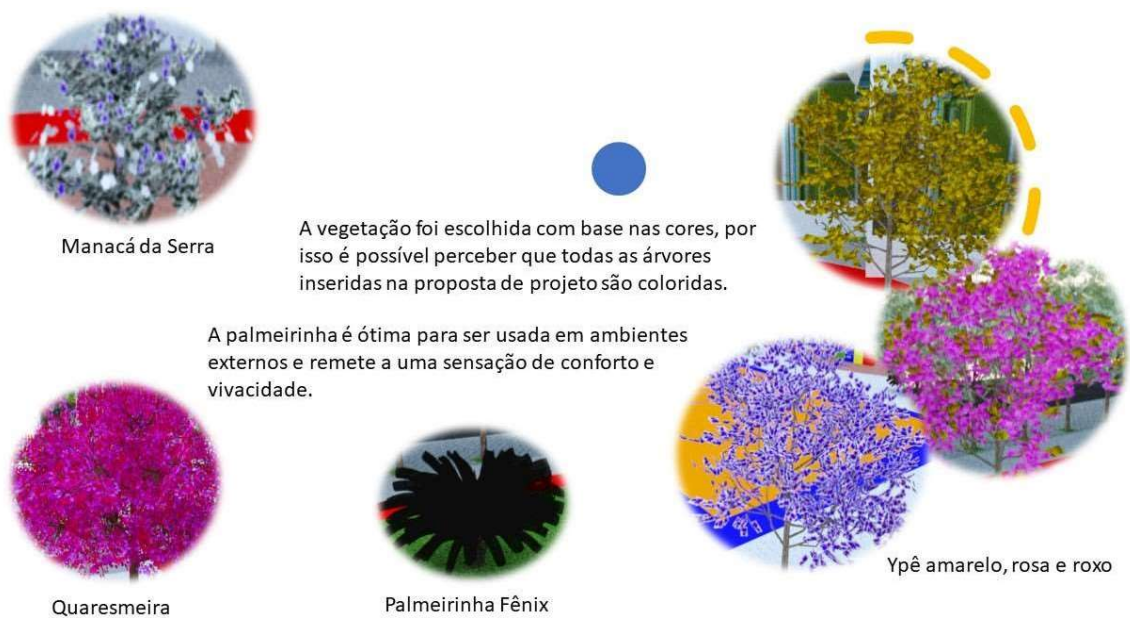 Manacá da Serra
A vegetação foi escolhida com base nas cores, por
isso é possível perceber que todas as árvores
inseridas na proposta de projeto são coloridas.
A palmeirinha é ótima para ser usada em ambientes
externos e remete a uma sensação de conforto e
vivacidade.
Quaresmeira
Palmeirinha Fênix
Ypê amarelo, rosa e roxo